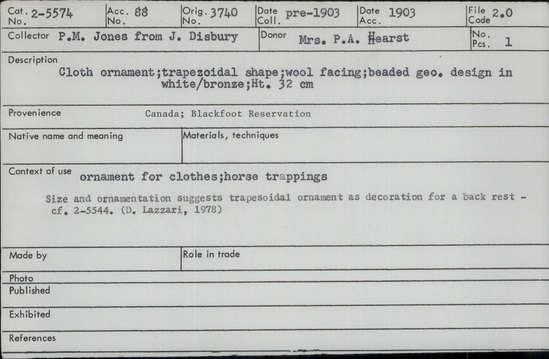 Cat. No. 2-5574 Acc. No. 88 Orig. No. 3740 Date Coll. pre-1903 Date Acc. 1903 File Code 2.0
Collector P.M. Jones from J. Disbury Donor Mrs. P.A. Hearst No. Pcs. 1
Description
Cloth ornament;trapezoidal shape;wool facing;beaded geo. design in
white/bronze;Ht. 32 cm
Provenience Canada; Blackfoot Reservation
Native name and meaning Materials, techniques
Context of use ornament for clothes;horse trappings
Size and ornamentation suggests trapesoidal ornament as decoration for a back rest -
cf. 2-5544. (D. Lazzari, 1978)
Made by Role in trade
Photo
Published
Exhibited
References